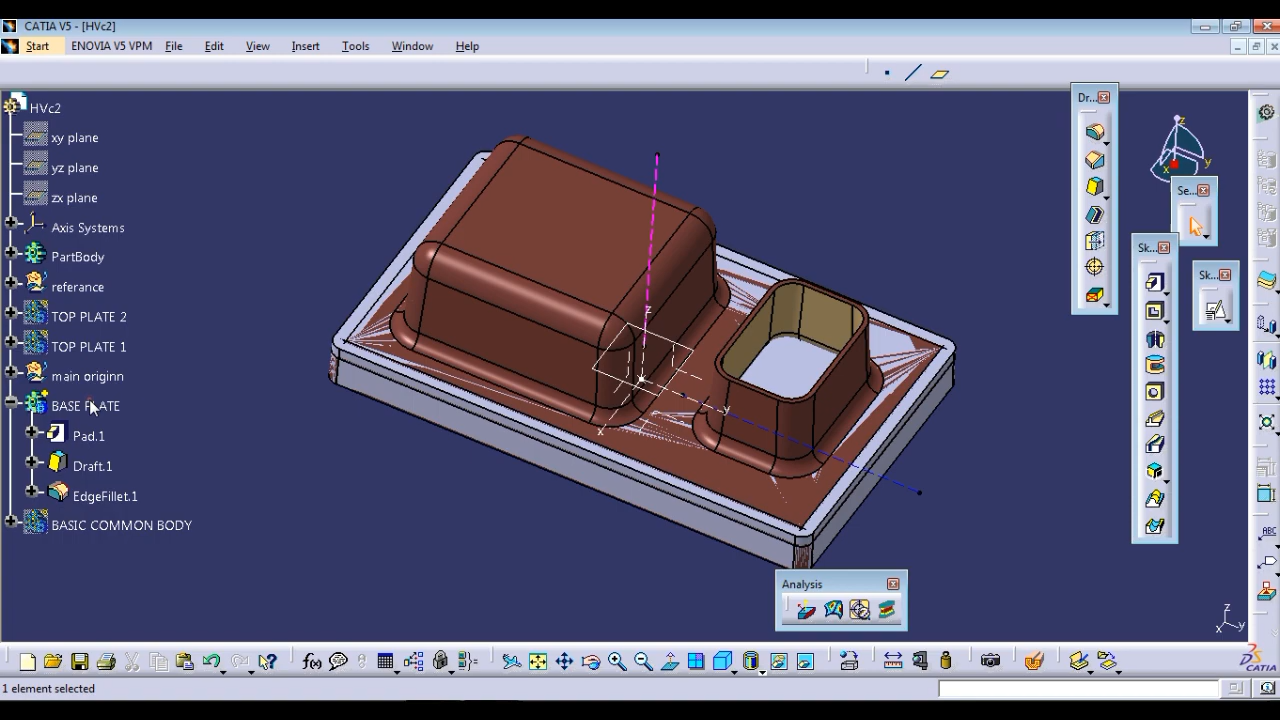 CATIA V5 - [HVc2]
Start ENOVIA V5 VPM File Edit View Insert Tools Window Help
HVc2
xy plane
yz plane
zx plane
Axis Systems
PartBody
referance
TOP PLATE 2
TOP PLATE 1
main originn
BASE PLATE
Pad.1
Draft.1
EdgeFillet.1
BASIC COMMON BODY
z
x
y
Dr...
z
y
x
Se...
Sk...
Sk...
Analysis
ABC
z
x y
f(x)
CATIA
1 element selected